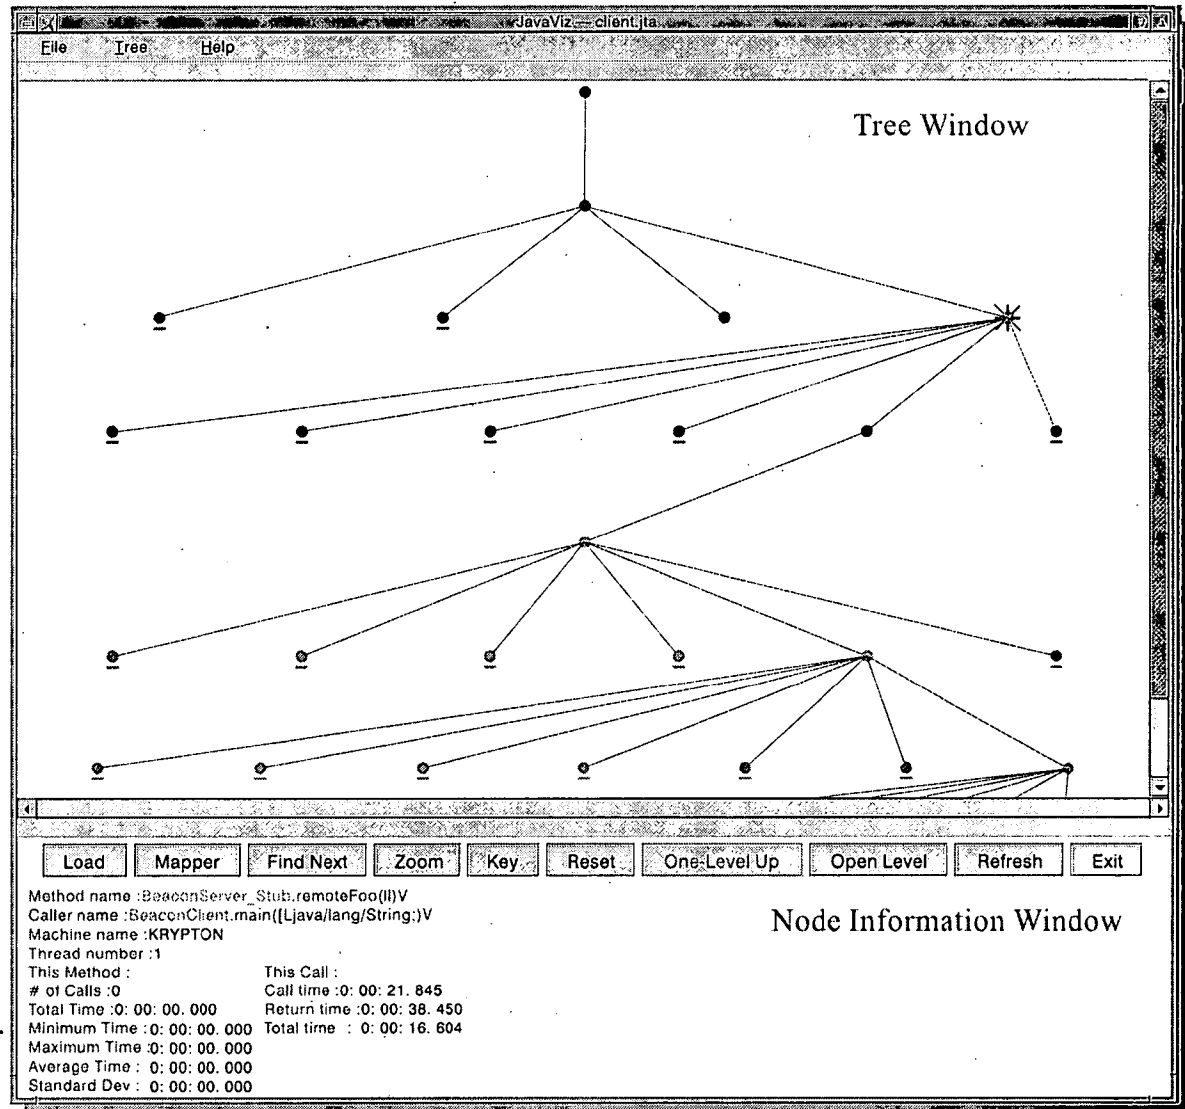 JavaViz — client.jta
File Tree Help
Tree Window
Load Mapper Find Next Zoom Key Reset One-Level Up Open Level Refresh Exit
Method name :BeaconServer_Stub.remoteFoo(II)V
Caller name :BeaconClient.main([Ljava/lang/String;)V
Node Information Window
Machine name :KRYPTON
Thread number :1
This Method : This Call :
# of Calls :0 Call time :0: 00: 21. 845
Total Time :0: 00: 00. 000 Return time :0: 00: 38. 450
Minimum Time :0: 00: 00. 000 Total time : 0: 00: 16. 604
Maximum Time :0: 00: 00. 000
Average Time : 0: 00: 00. 000
Standard Dev : 0: 00: 00. 000